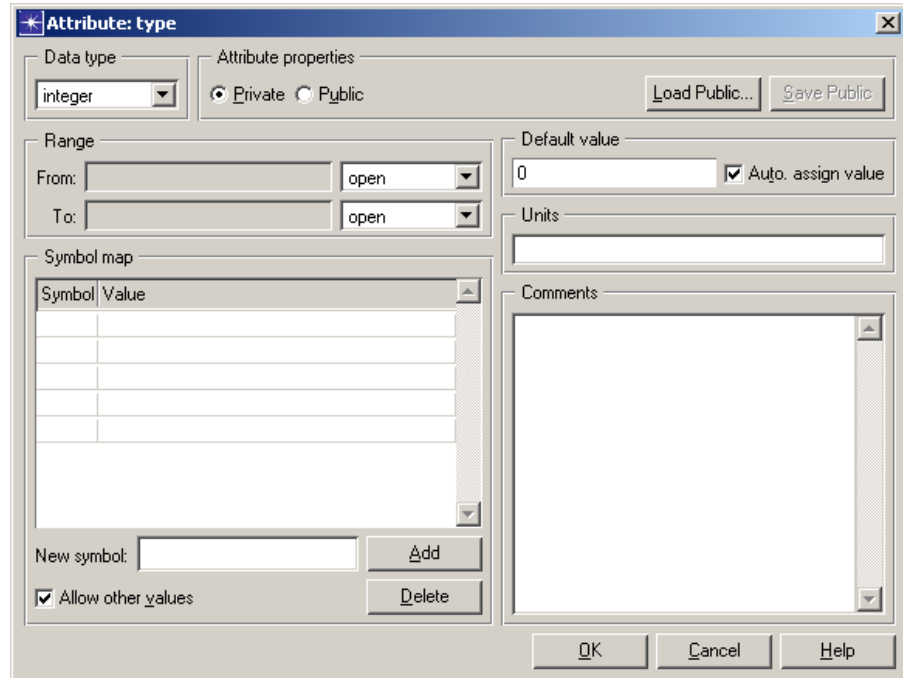 Attribute: type
Data type
integer
Attribute properties
Private
Public
Load Public...
Save Public
Range
From:
open
To:
open
Default value
0
Auto. assign value
Units
Symbol map
Symbol Value
New symbol:
Add
Allow other values
Delete
Comments
OK
Cancel
Help